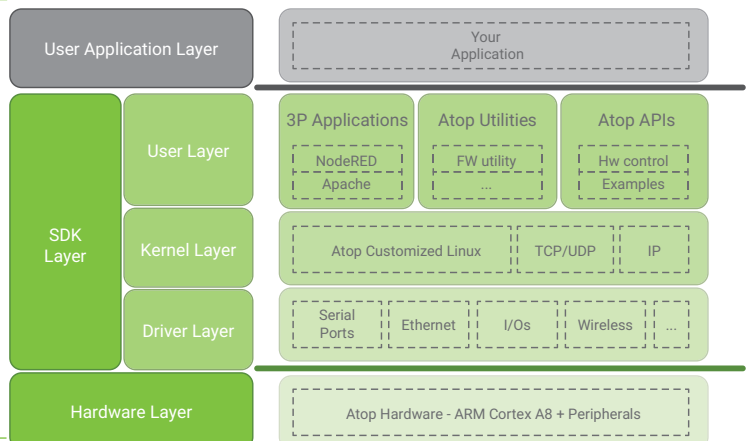 User Application Layer
Your
Application
SDK
Layer
User Layer
3P Applications
NodeRED
Apache
Atop Utilities
FW utility
...
Atop APIs
Hw control
Examples
Kernel Layer
Atop Customized Linux
TCP/UDP
IP
Driver Layer
Serial
Ports
Ethernet
I/Os
Wireless
...
Hardware Layer
Atop Hardware - ARM Cortex A8 + Peripherals